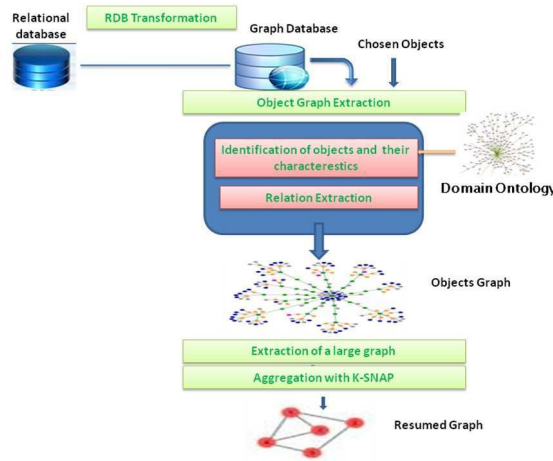 Relational
database
RDB Transformation
Graph Database
Chosen Objects
Object Graph Extraction
Identification of objects and their
characterestics
Relation Extraction
Domain Ontology
Objects Graph
Extraction of a large graph
Aggregation with K-SNAP
Resumed Graph